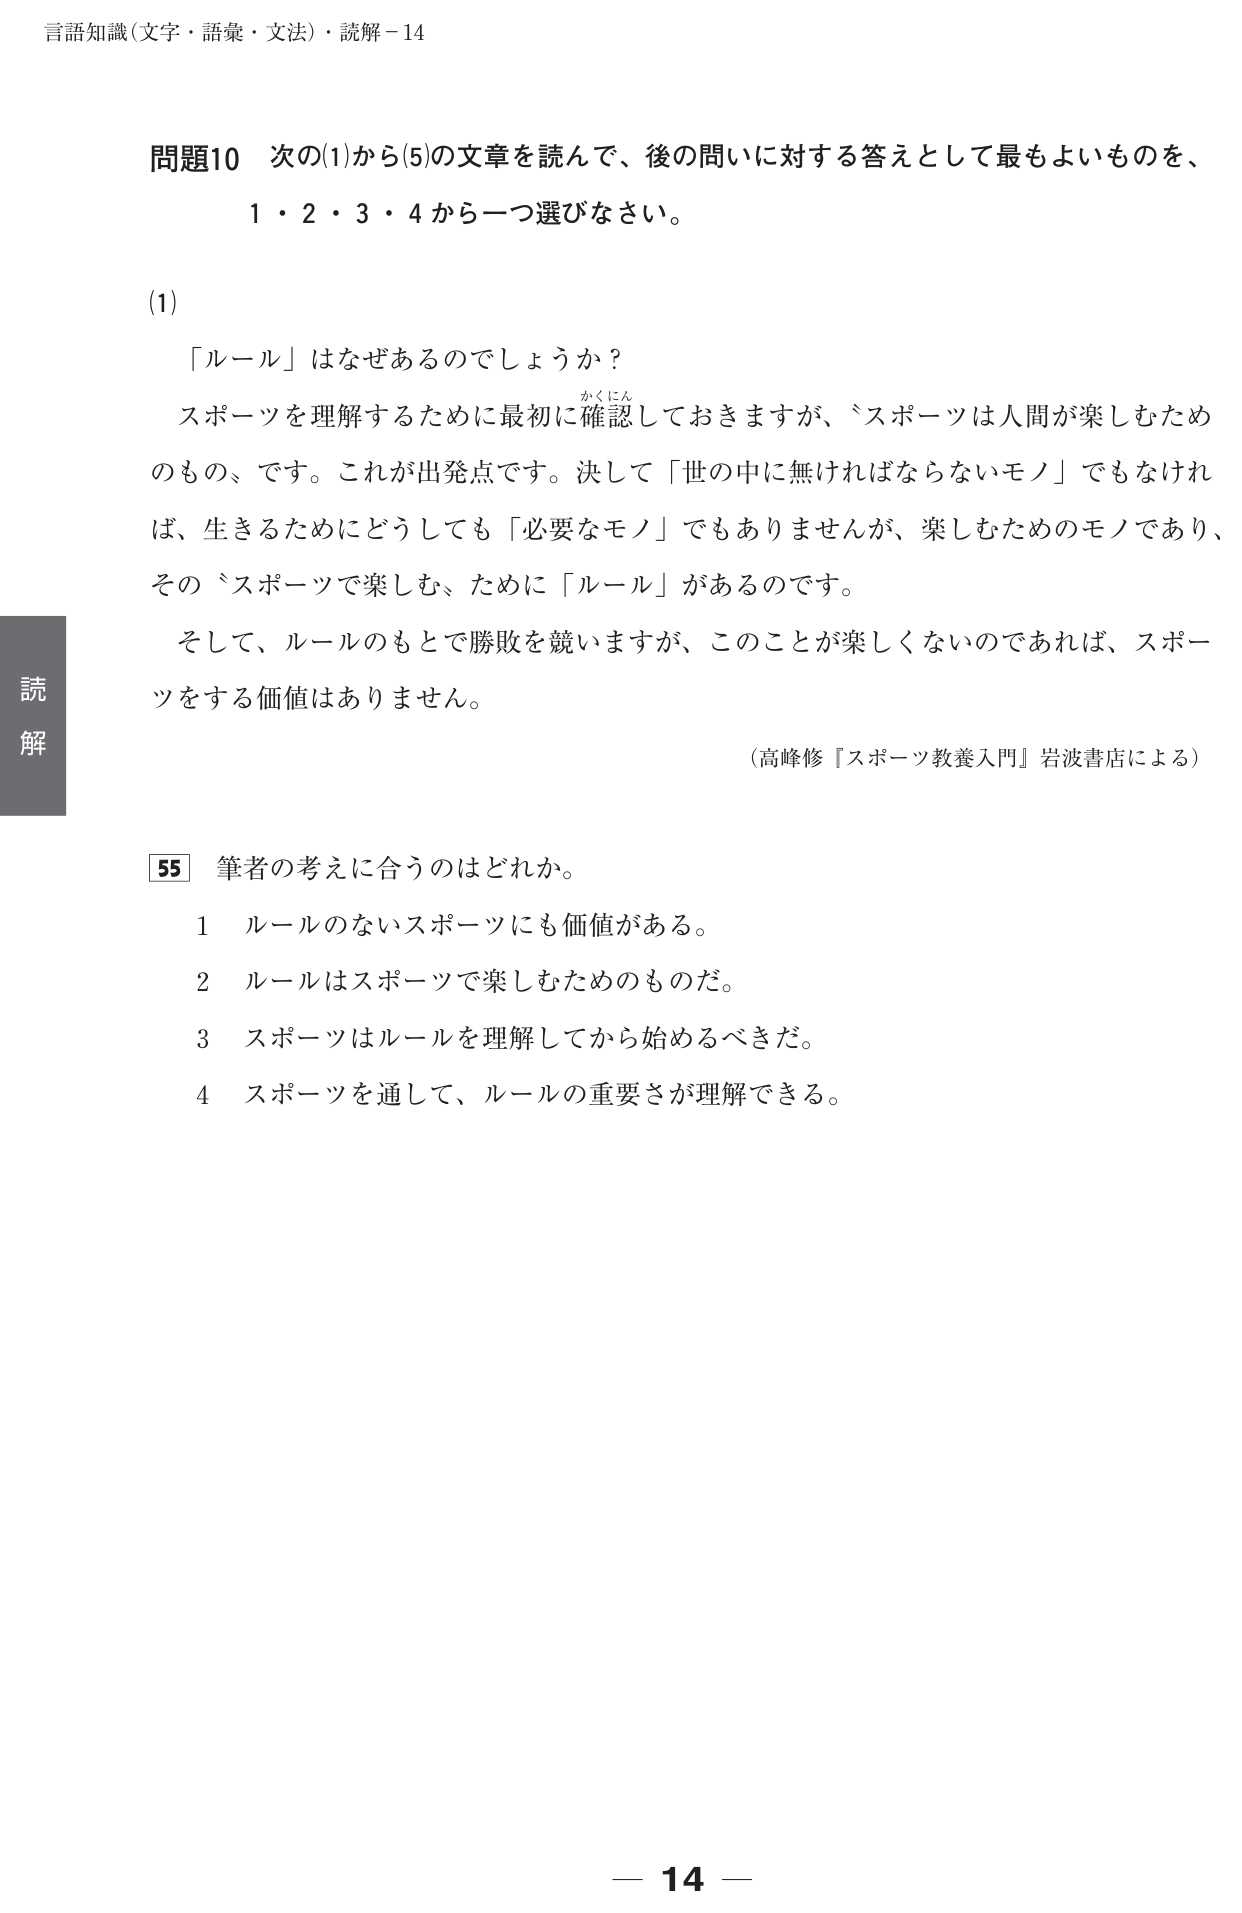 言語知識(文字・語彙・文法)・読解－14
問題10　次の(1)から(5)の文章を読んで、後の問いに対する答えとして最もよいものを、
1・2・3・4から一つ選びなさい。
(1)
「ルール」はなぜあるのでしょうか？
かくにん
スポーツを理解するために最初に確認しておきますが、〝スポーツは人間が楽しむため
のもの〟です。これが出発点です。決して「世の中に無ければならないモノ」でもなけれ
ば、生きるためにどうしても「必要なモノ」でもありませんが、楽しむためのモノであり、
その〝スポーツで楽しむ〟ために「ルール」があるのです。
そして、ルールのもとで勝敗を競いますが、このことが楽しくないのであれば、スポー
ツをする価値はありません。
（高峰修『スポーツ教養入門』岩波書店による）
読
解
55　筆者の考えに合うのはどれか。
1　ルールのないスポーツにも価値がある。
2　ルールはスポーツで楽しむためのものだ。
3　スポーツはルールを理解してから始めるべきだ。
4　スポーツを通して、ルールの重要さが理解できる。
― 14 ―